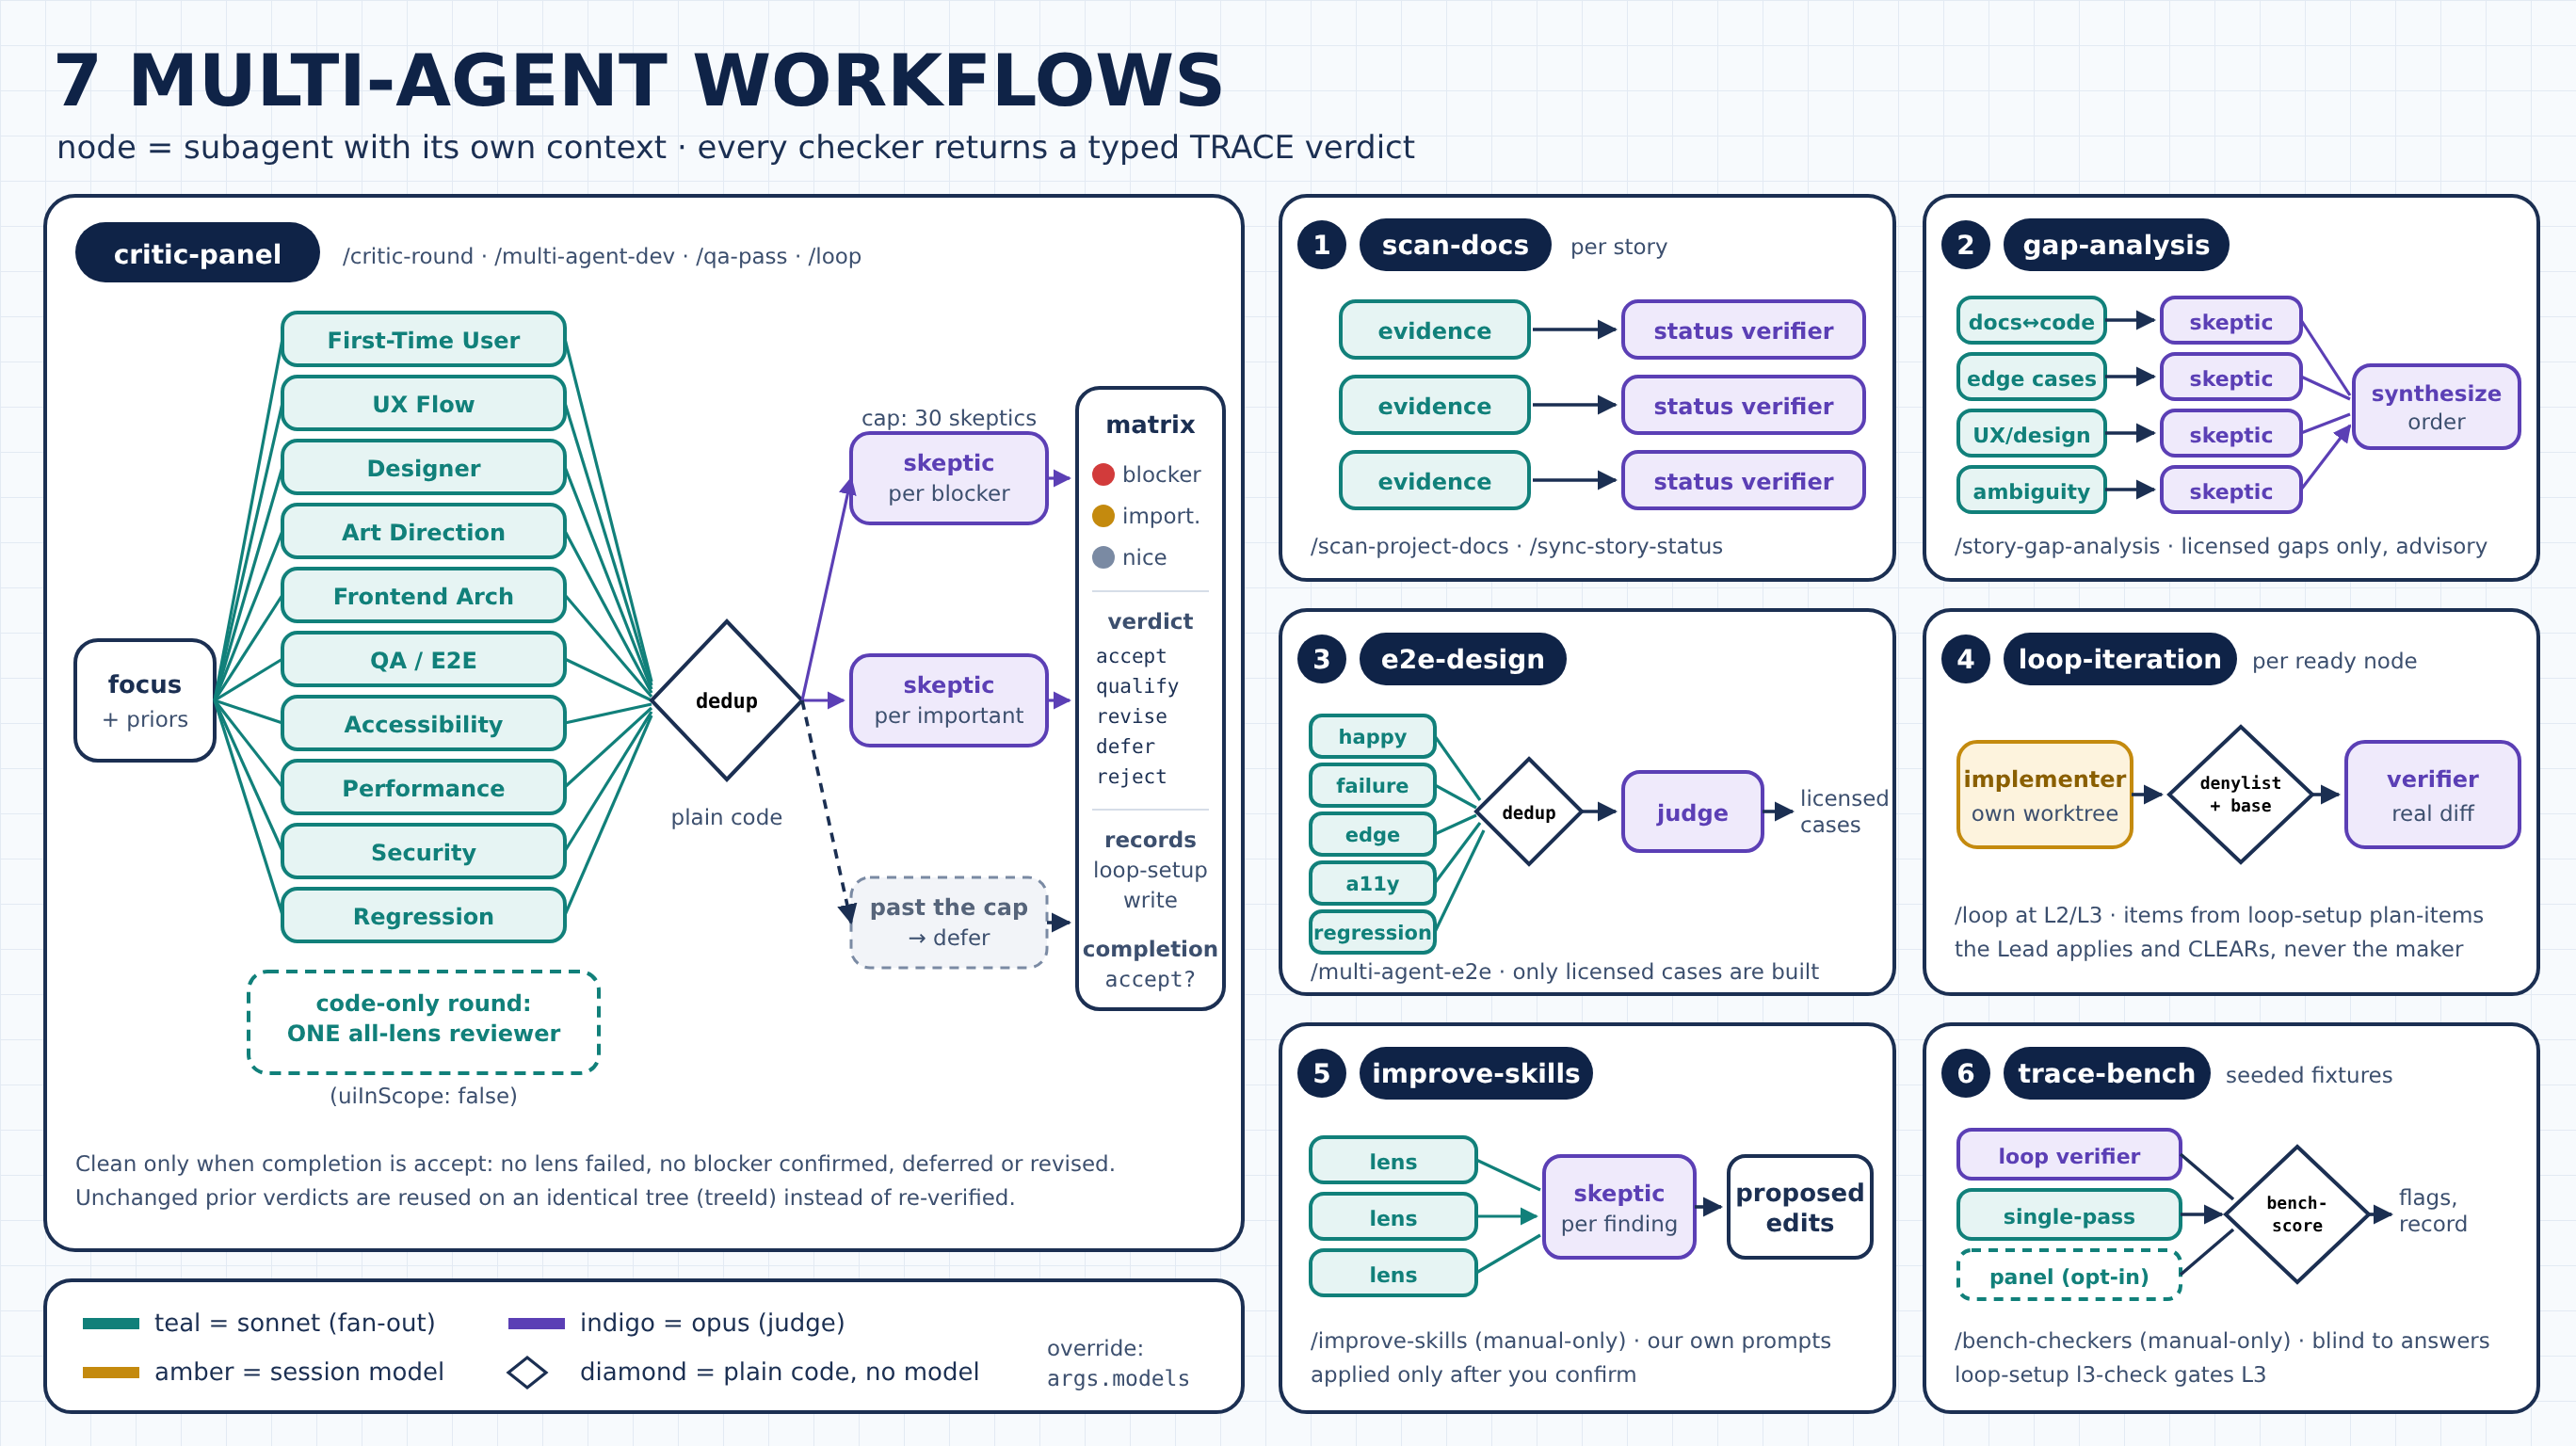 7 MULTI-AGENT WORKFLOWS
node = subagent with its own context · every checker returns a typed TRACE verdict
critic-panel
/critic-round · /multi-agent-dev · /qa-pass · /loop
focus
+ priors
First-Time User
UX Flow
Designer
Art Direction
Frontend Arch
QA / E2E
Accessibility
Performance
Security
Regression
code-only round:
ONE all-lens reviewer
(uiInScope: false)
dedup
plain code
cap: 30 skeptics
skeptic
per blocker
skeptic
per important
past the cap
→ defer
matrix
blocker
import.
nice
verdict
accept
qualify
revise
defer
reject
records
loop-setup
write
completion
accept?
Clean only when completion is accept: no lens failed, no blocker confirmed, deferred or revised.
Unchanged prior verdicts are reused on an identical tree (treeId) instead of re-verified.
teal = sonnet (fan-out)
indigo = opus (judge)
amber = session model
diamond = plain code, no model
override:
args.models
1 scan-docs per story
evidence
status verifier
evidence
status verifier
evidence
status verifier
/scan-project-docs · /sync-story-status
2 gap-analysis
docs↔code
skeptic
edge cases
skeptic
UX/design
skeptic
ambiguity
skeptic
synthesize
order
/story-gap-analysis · licensed gaps only, advisory
3 e2e-design
happy
failure
edge
a11y
regression
dedup
judge
licensed
cases
/multi-agent-e2e · only licensed cases are built
4 loop-iteration per ready node
implementer
own worktree
denylist
+ base
verifier
real diff
/loop at L2/L3 · items from loop-setup plan-items
the Lead applies and CLEARs, never the maker
5 improve-skills
lens
lens
lens
skeptic
per finding
proposed
edits
/improve-skills (manual-only) · our own prompts
applied only after you confirm
6 trace-bench seeded fixtures
loop verifier
single-pass
panel (opt-in)
bench-
score
flags,
record
/bench-checkers (manual-only) · blind to answers
loop-setup l3-check gates L3